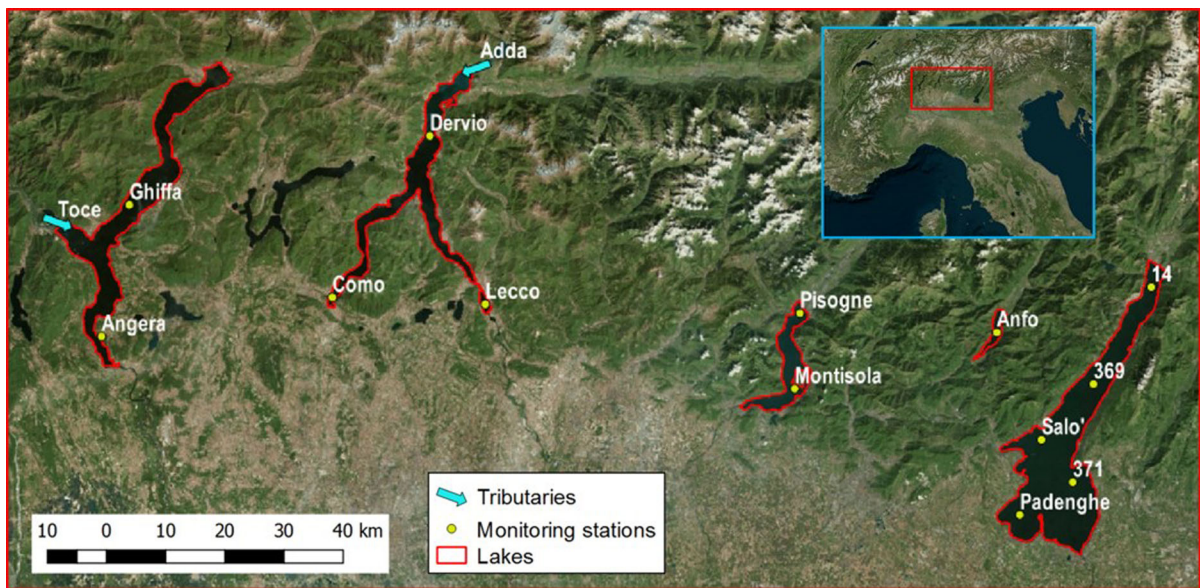 Adda
Dervio
Ghiffa
Toce
Como
Lecco
Angera
Pisogne
Montisola
Anfo
14
369
Salo'
371
Padenghe
Tributaries
Monitoring stations
Lakes
10 0 10 20 30 40 km